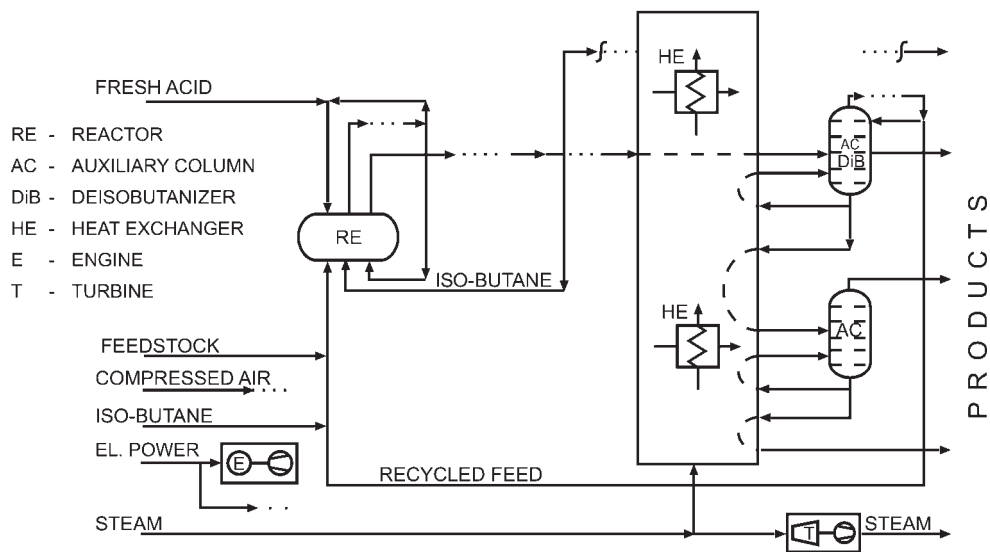 FRESH ACID
RE - REACTOR
AC - AUXILIARY COLUMN
DiB - DEISOBUTANIZER
HE - HEAT EXCHANGER
E - ENGINE
T - TURBINE
FEEDSTOCK
COMPRESSED AIR
ISO-BUTANE
EL. POWER
E
STEAM
RE
ISO-BUTANE
RECYCLED FEED
HE
HE
AC
DiB
AC
T
STEAM
PRODUCTS